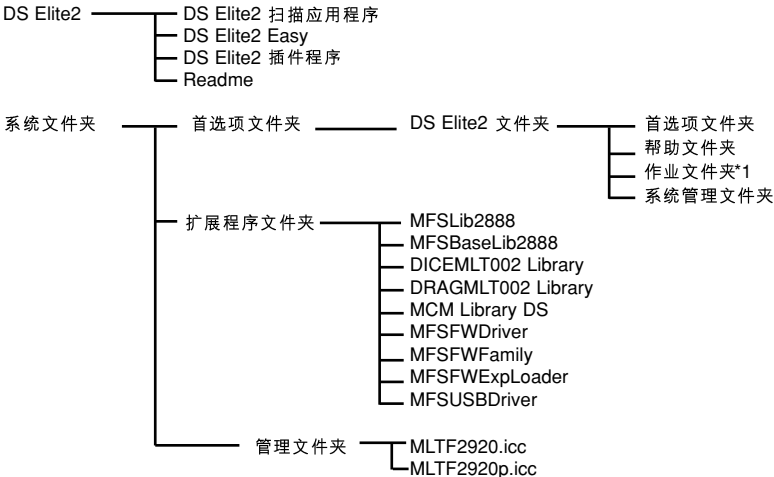 DS Elite2
DS Elite2 扫描应用程序
DS Elite2 Easy
DS Elite2 插件程序
Readme
系统文件夹
首选项文件夹
DS Elite2 文件夹
首选项文件夹
帮助文件夹
作业文件夹*1
系统管理文件夹
扩展程序文件夹
MFSLib2888
MFSBaseLib2888
DICEMLT002 Library
DRAGMLT002 Library
MCM Library DS
MFSFWDriver
MFSFWFamily
MFSFWExpLoader
MFSUSBDriver
管理文件夹
MLTF2920.icc
MLTF2920p.icc